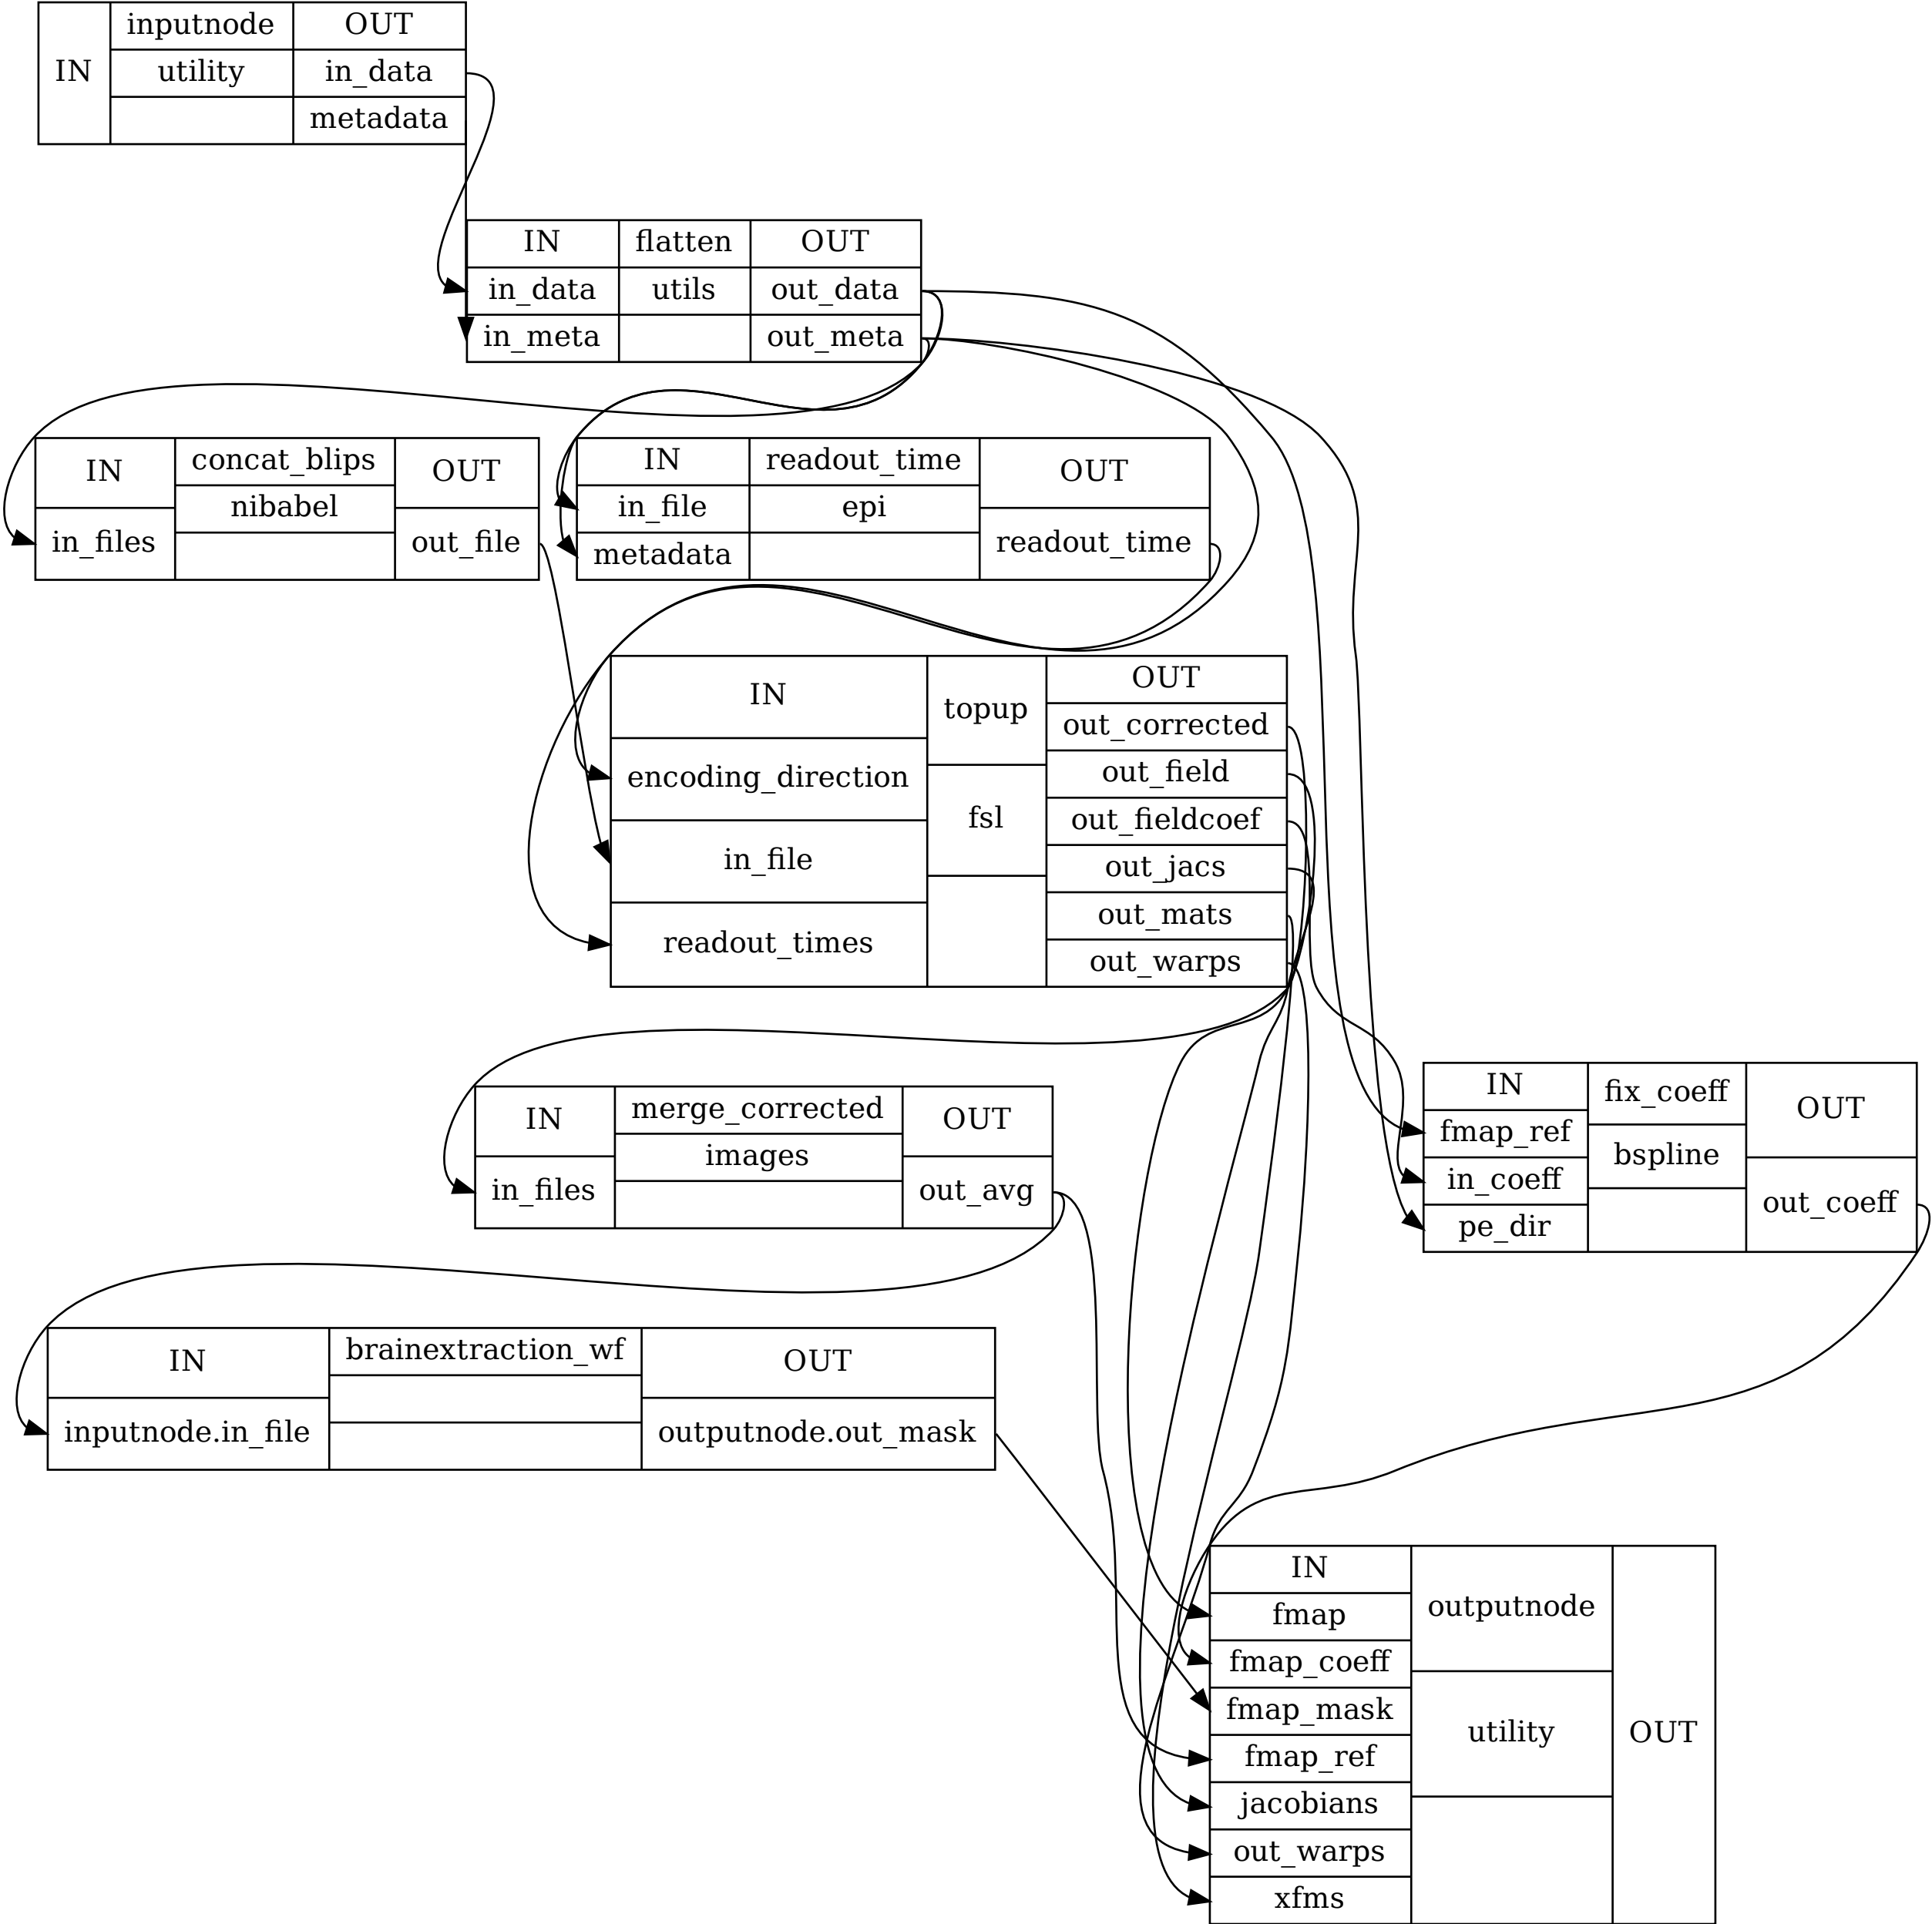 IN
inputnode
utility
OUT
in_data
metadata
IN
in_data
in_meta
flatten
utils
OUT
out_data
out_meta
IN
in_files
concat_blips
nibabel
OUT
out_file
IN
in_file
metadata
readout_time
epi
OUT
readout_time
IN
encoding_direction
in_file
readout_times
topup
fsl
OUT
out_corrected
out_field
out_fieldcoef
out_jacs
out_mats
out_warps
IN
in_files
merge_corrected
images
OUT
out_avg
IN
fmap_ref
in_coeff
pe_dir
fix_coeff
bspline
OUT
out_coeff
IN
inputnode.in_file
brainextraction_wf
OUT
outputnode.out_mask
IN
fmap
fmap_coeff
fmap_mask
fmap_ref
jacobians
out_warps
xfms
outputnode
utility
OUT